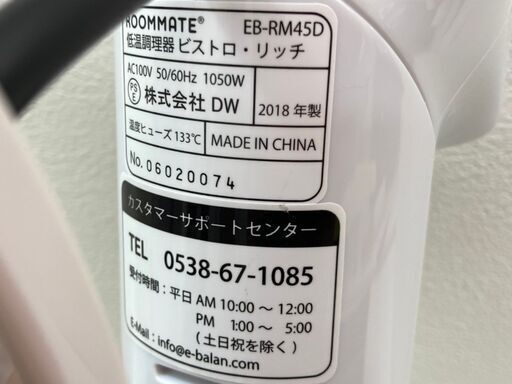 ROOMMATE® EB-RM45D
低温調理器 ビストロ・リッチ
AC100V 50/60Hz 1050W
PSE 株式会社 DW 2018 年製
温度ヒューズ 133℃ MADE IN CHINA
No. 06020074
カスタマーサポートセンター
TEL 0538-67-1085
受付時間：平日 AM 10:00 ～ 12:00
PM 1:00 ～ 5:00
（土日祝を除く）
E-Mail : info@e-balan.com